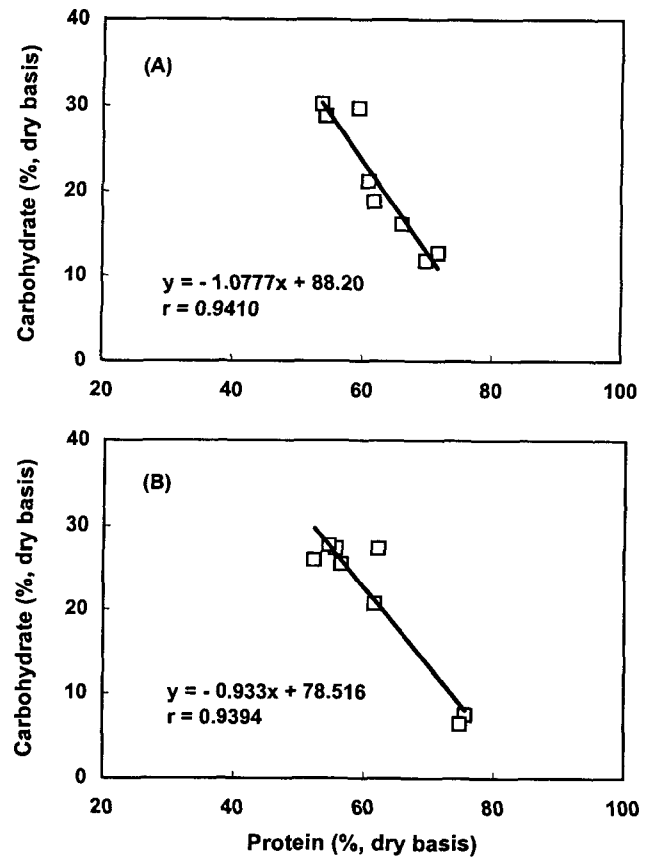 40
30
20
10
0
Carbohydrate (%, dry basis)
(A)
y = - 1.0777x + 88.20
r = 0.9410
20 40 60 80 100
40
30
20
10
0
Carbohydrate (%, dry basis)
(B)
y = - 0.933x + 78.516
r = 0.9394
20 40 60 80 100
Protein (%, dry basis)